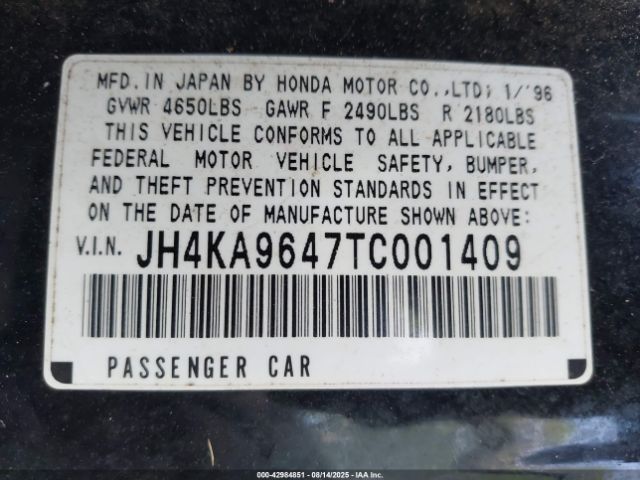 MFD. IN JAPAN BY HONDA MOTOR CO.,LTD; 1/'96
GVWR 4650LBS GAWR F 2490LBS R 2180LBS
THIS VEHICLE CONFORMS TO ALL APPLICABLE
FEDERAL MOTOR VEHICLE SAFETY, BUMPER,
AND THEFT PREVENTION STANDARDS IN EFFECT
ON THE DATE OF MANUFACTURE SHOWN ABOVE:
V.I.N. JH4KA9647TC001409
PASSENGER CAR
000-42984851 - 08/14/2025 - Copyright © 2025 IAA, Inc.